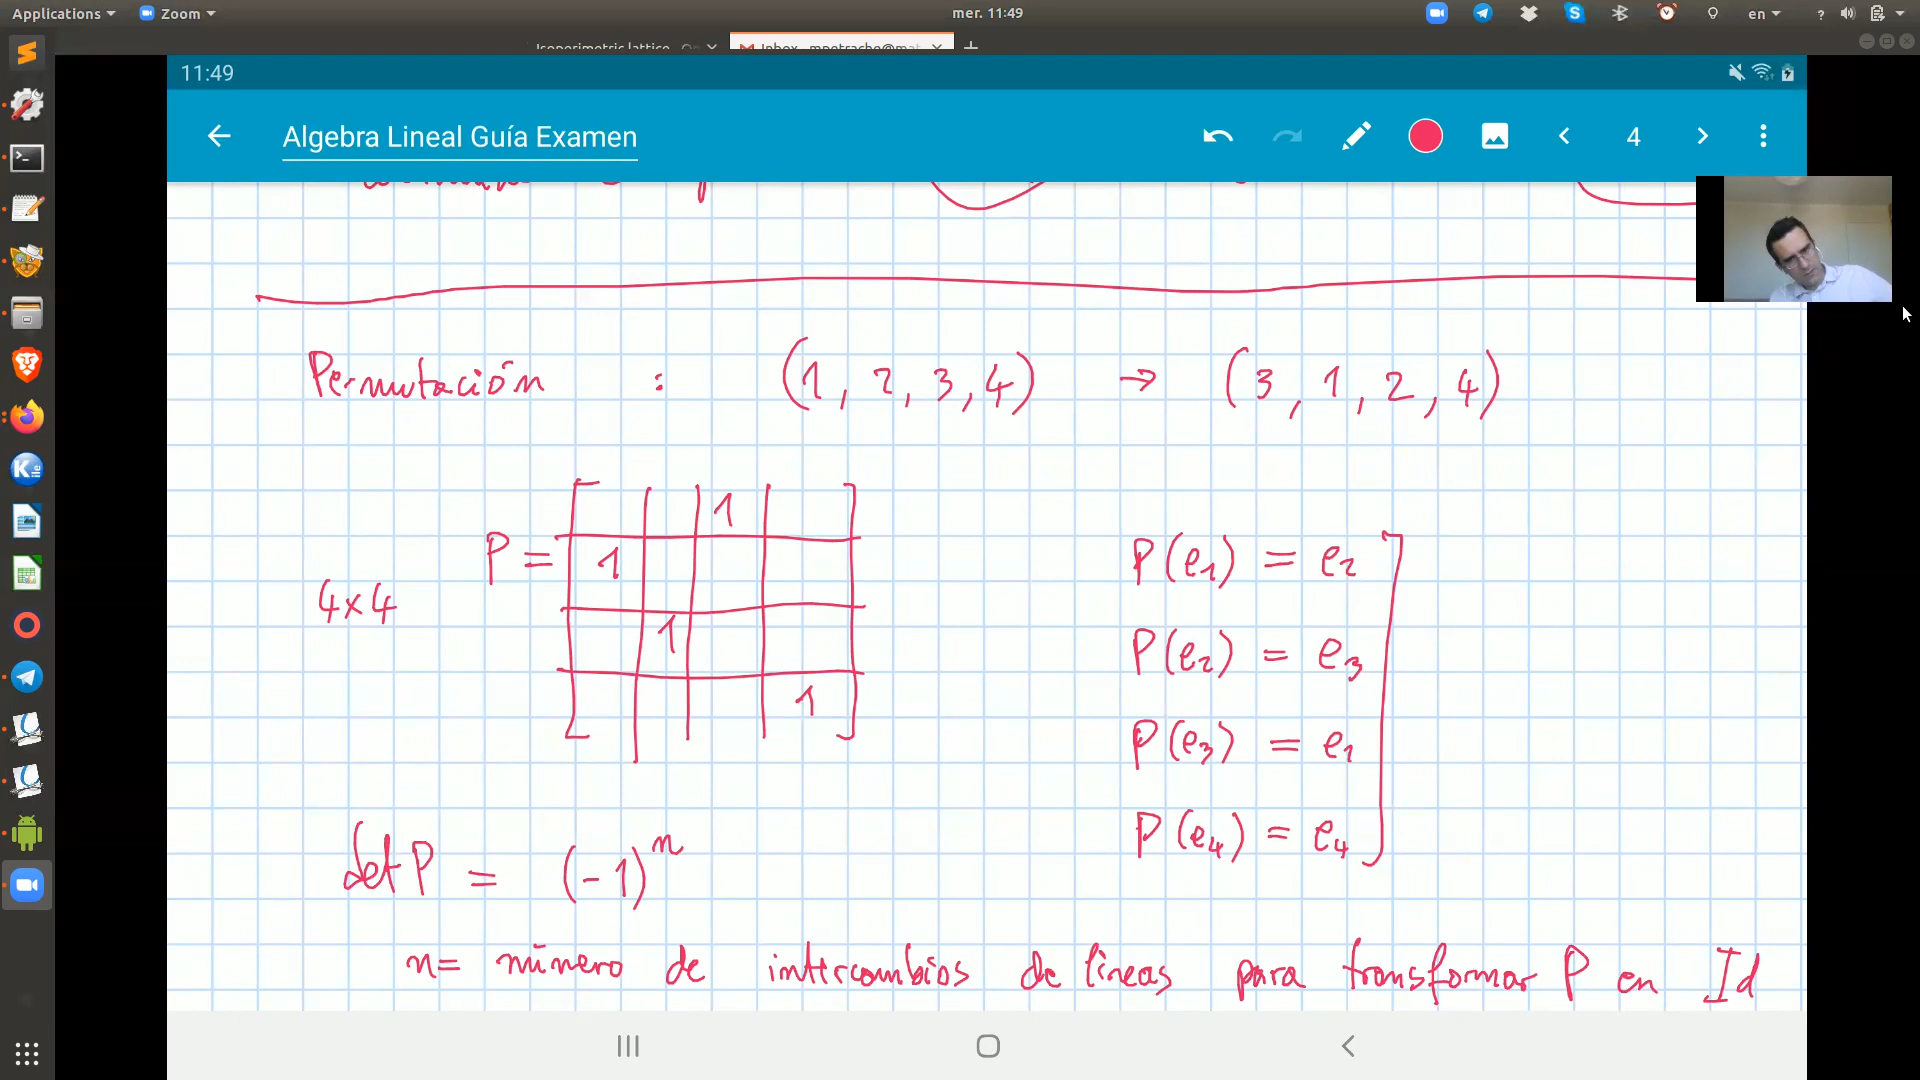 Applications Zoom mer. 11:49 en
Inbox
11:49
Algebra Lineal Guía Examen 4
Permutación : (1, 2, 3, 4) → (3, 1, 2, 4)
1
P = 1
4x4
1
1
P(e1) = e2
P(e2) = e3
P(e3) = e1
P(e4) = e4
det P = (-1)^n
n= número de intercambios de líneas para transformar P en Id